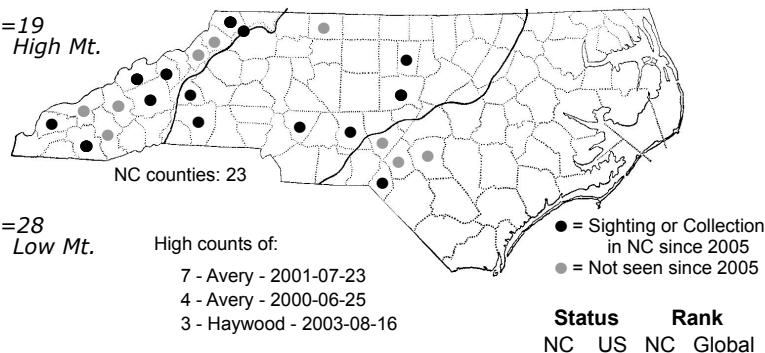 =19
High Mt.
NC counties: 23
=28
Low Mt.
High counts of:
7 - Avery - 2001-07-23
4 - Avery - 2000-06-25
3 - Haywood - 2003-08-16
= Sighting or Collection
in NC since 2005
= Not seen since 2005
Status Rank
NC US NC Global